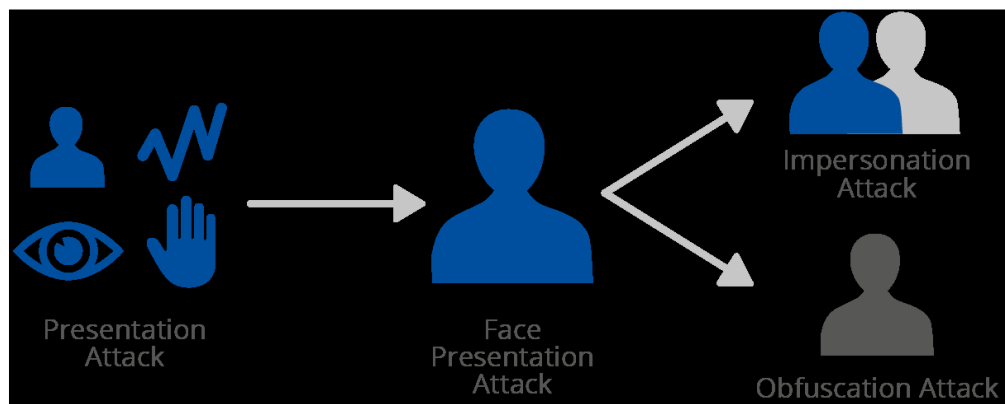 Presentation
Attack
Face
Presentation
Attack
Impersonation
Attack
Obfuscation Attack